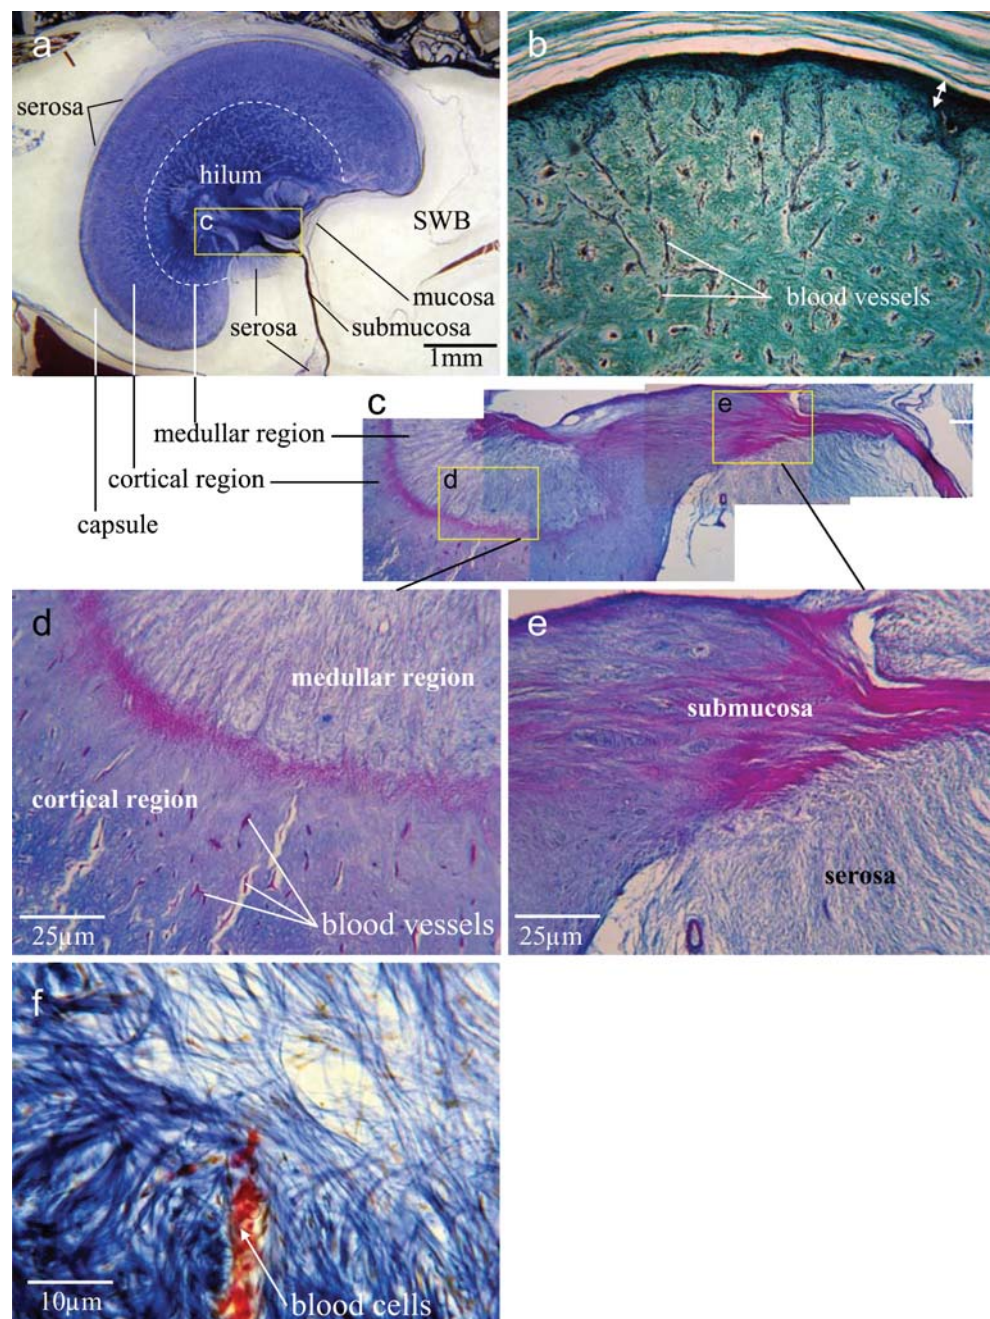 a
serosa
hilum
c
SWB
mucosa
serosa
submucosa
1mm
b
blood vessels
medullar region
cortical region
capsule
c
d
e
d
medullar region
cortical region
blood vessels
25μm
e
submucosa
serosa
25μm
f
10μm
blood cells